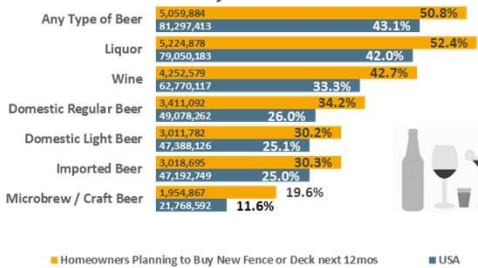 Any Type of Beer 5,059,884 50.8%
81,297,413 43.1%
Liquor 5,224,878 52.4%
79,050,183 42.0%
Wine 4,252,579 42.7%
62,770,117 33.3%
Domestic Regular Beer 3,411,092 34.2%
49,078,262 26.0%
Domestic Light Beer 3,011,782 30.2%
47,388,126 25.1%
Imported Beer 3,018,695 30.3%
47,192,749 25.0%
Microbrew / Craft Beer 1,954,867 19.6%
21,768,592 11.6%
Homeowners Planning to Buy New Fence or Deck next 12mos USA